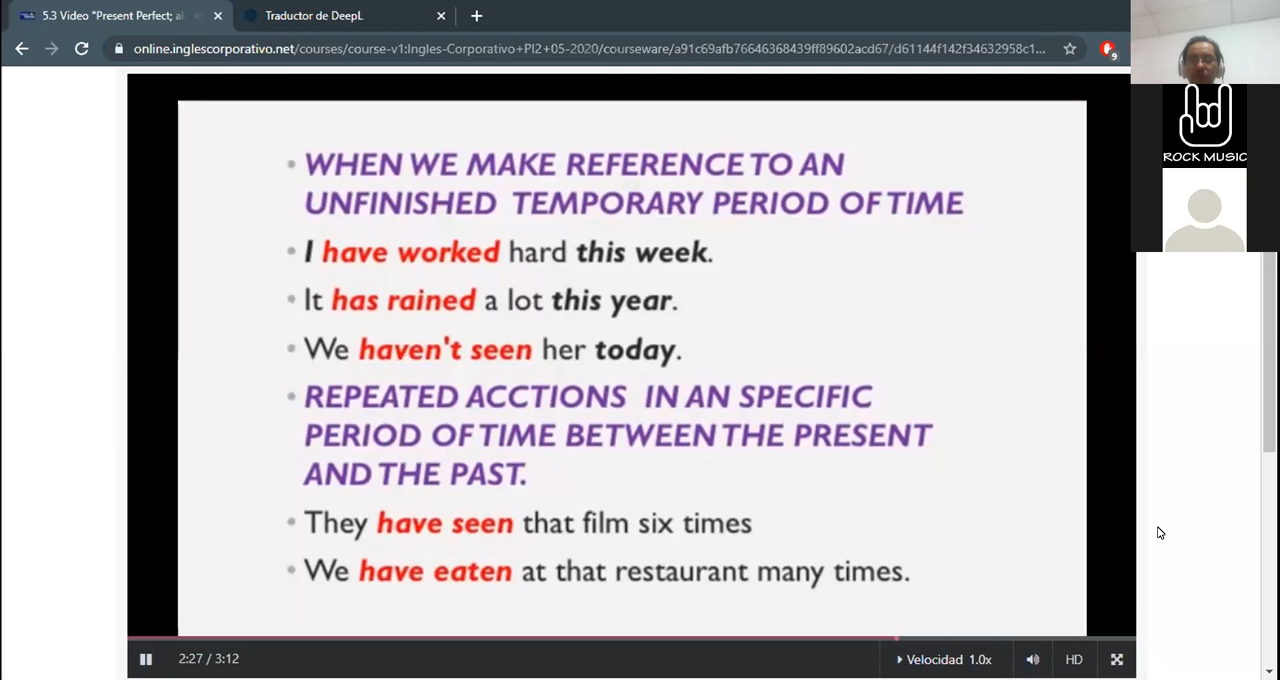 5.3 Video "Present Perfect; al
Traductor de DeepL
online.inglescorporativo.net/courses/course-v1:Ingles-Corporativo+PI2+05-2020/courseware/a91c69afb76646368439ff89602acd67/d61144f142f34632958c1...
9
ROCK MUSIC
WHEN WE MAKE REFERENCE TO AN
UNFINISHED TEMPORARY PERIOD OF TIME
I have worked hard this week.
It has rained a lot this year.
We haven't seen her today.
REPEATED ACCTIONS IN AN SPECIFIC
PERIOD OF TIME BETWEEN THE PRESENT
AND THE PAST.
They have seen that film six times
We have eaten at that restaurant many times.
2:27 / 3:12
Velocidad 1.0x
HD